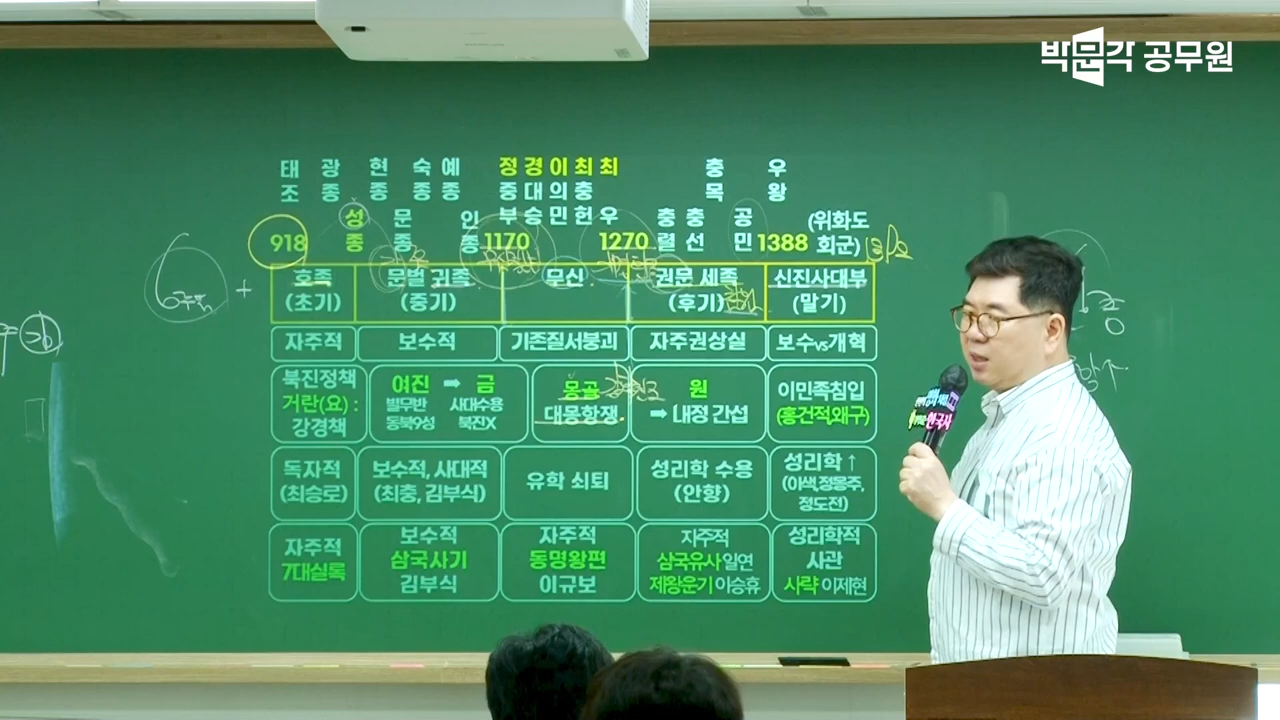 박문각 공무원
태 광 현 숙 예 정 경 이 최 최 충 우
조 종 종 종 종 중 대 의 충 목 왕
성 문 인 부 승 민 헌 우 충 충 공 (위화도
918 종 종 종 1170 1270 렬 선 민 1388 회군)
호족 문벌 귀족 무신 권문 세족 신진사대부
(초기) (중기) (후기) (말기)
자주적 보수적 기존질서붕괴 자주권상실 보수vs개혁
북진정책 여진 ➡ 금 몽골 원 이민족침입
거란(요) : 별무반 사대수용 대몽항쟁 ➡ 내정 간섭 (홍건적,왜구)
강경책 동북9성 북진X
독자적 보수적, 사대적 유학 쇠퇴 성리학 수용 성리학 ↑
(최승로) (최충, 김부식) (안향) (이색,정몽주,
정도전)
자주적 보수적 자주적 자주적 성리학적
7대실록 삼국사기 동명왕편 삼국유사 일연 사관
김부식 이규보 제왕운기 이승휴 사략 이제현
한국사